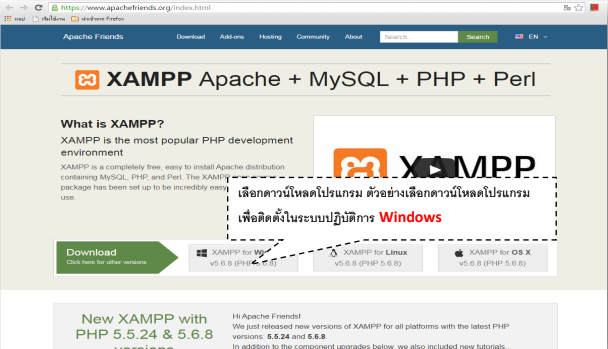 https://www.apachefriends.org/index.html
แอป เริ่มใช้งาน นำเข้าจาก Firefox
Apache Friends Download Add-ons Hosting Community About Search... Search EN
XAMPP Apache + MySQL + PHP + Perl
What is XAMPP?
XAMPP is the most popular PHP development
environment
XAMPP is a completely free, easy to install Apache distribution
containing MySQL, PHP, and Perl. The XAMPP
package has been set up to be incredibly easy
use.
XAMPP
เลือกดาวน์โหลดโปรแกรม ตัวอย่างเลือกดาวน์โหลดโปรแกรม
เพื่อติดตั้งในระบบปฏิบัติการ Windows
Download
Click here for other versions
XAMPP for
v5.6.8 (PHP 5.6.8)
XAMPP for Linux
v5.6.8 (PHP 5.6.8)
XAMPP for OS X
v5.6.8 (PHP 5.6.8)
New XAMPP with
PHP 5.5.24 & 5.6.8
versions
Hi Apache Friends!
We just released new versions of XAMPP for all platforms with the latest PHP
versions: 5.5.24 and 5.6.8.
In addition to the component upgrades below, we also included new tutorials...